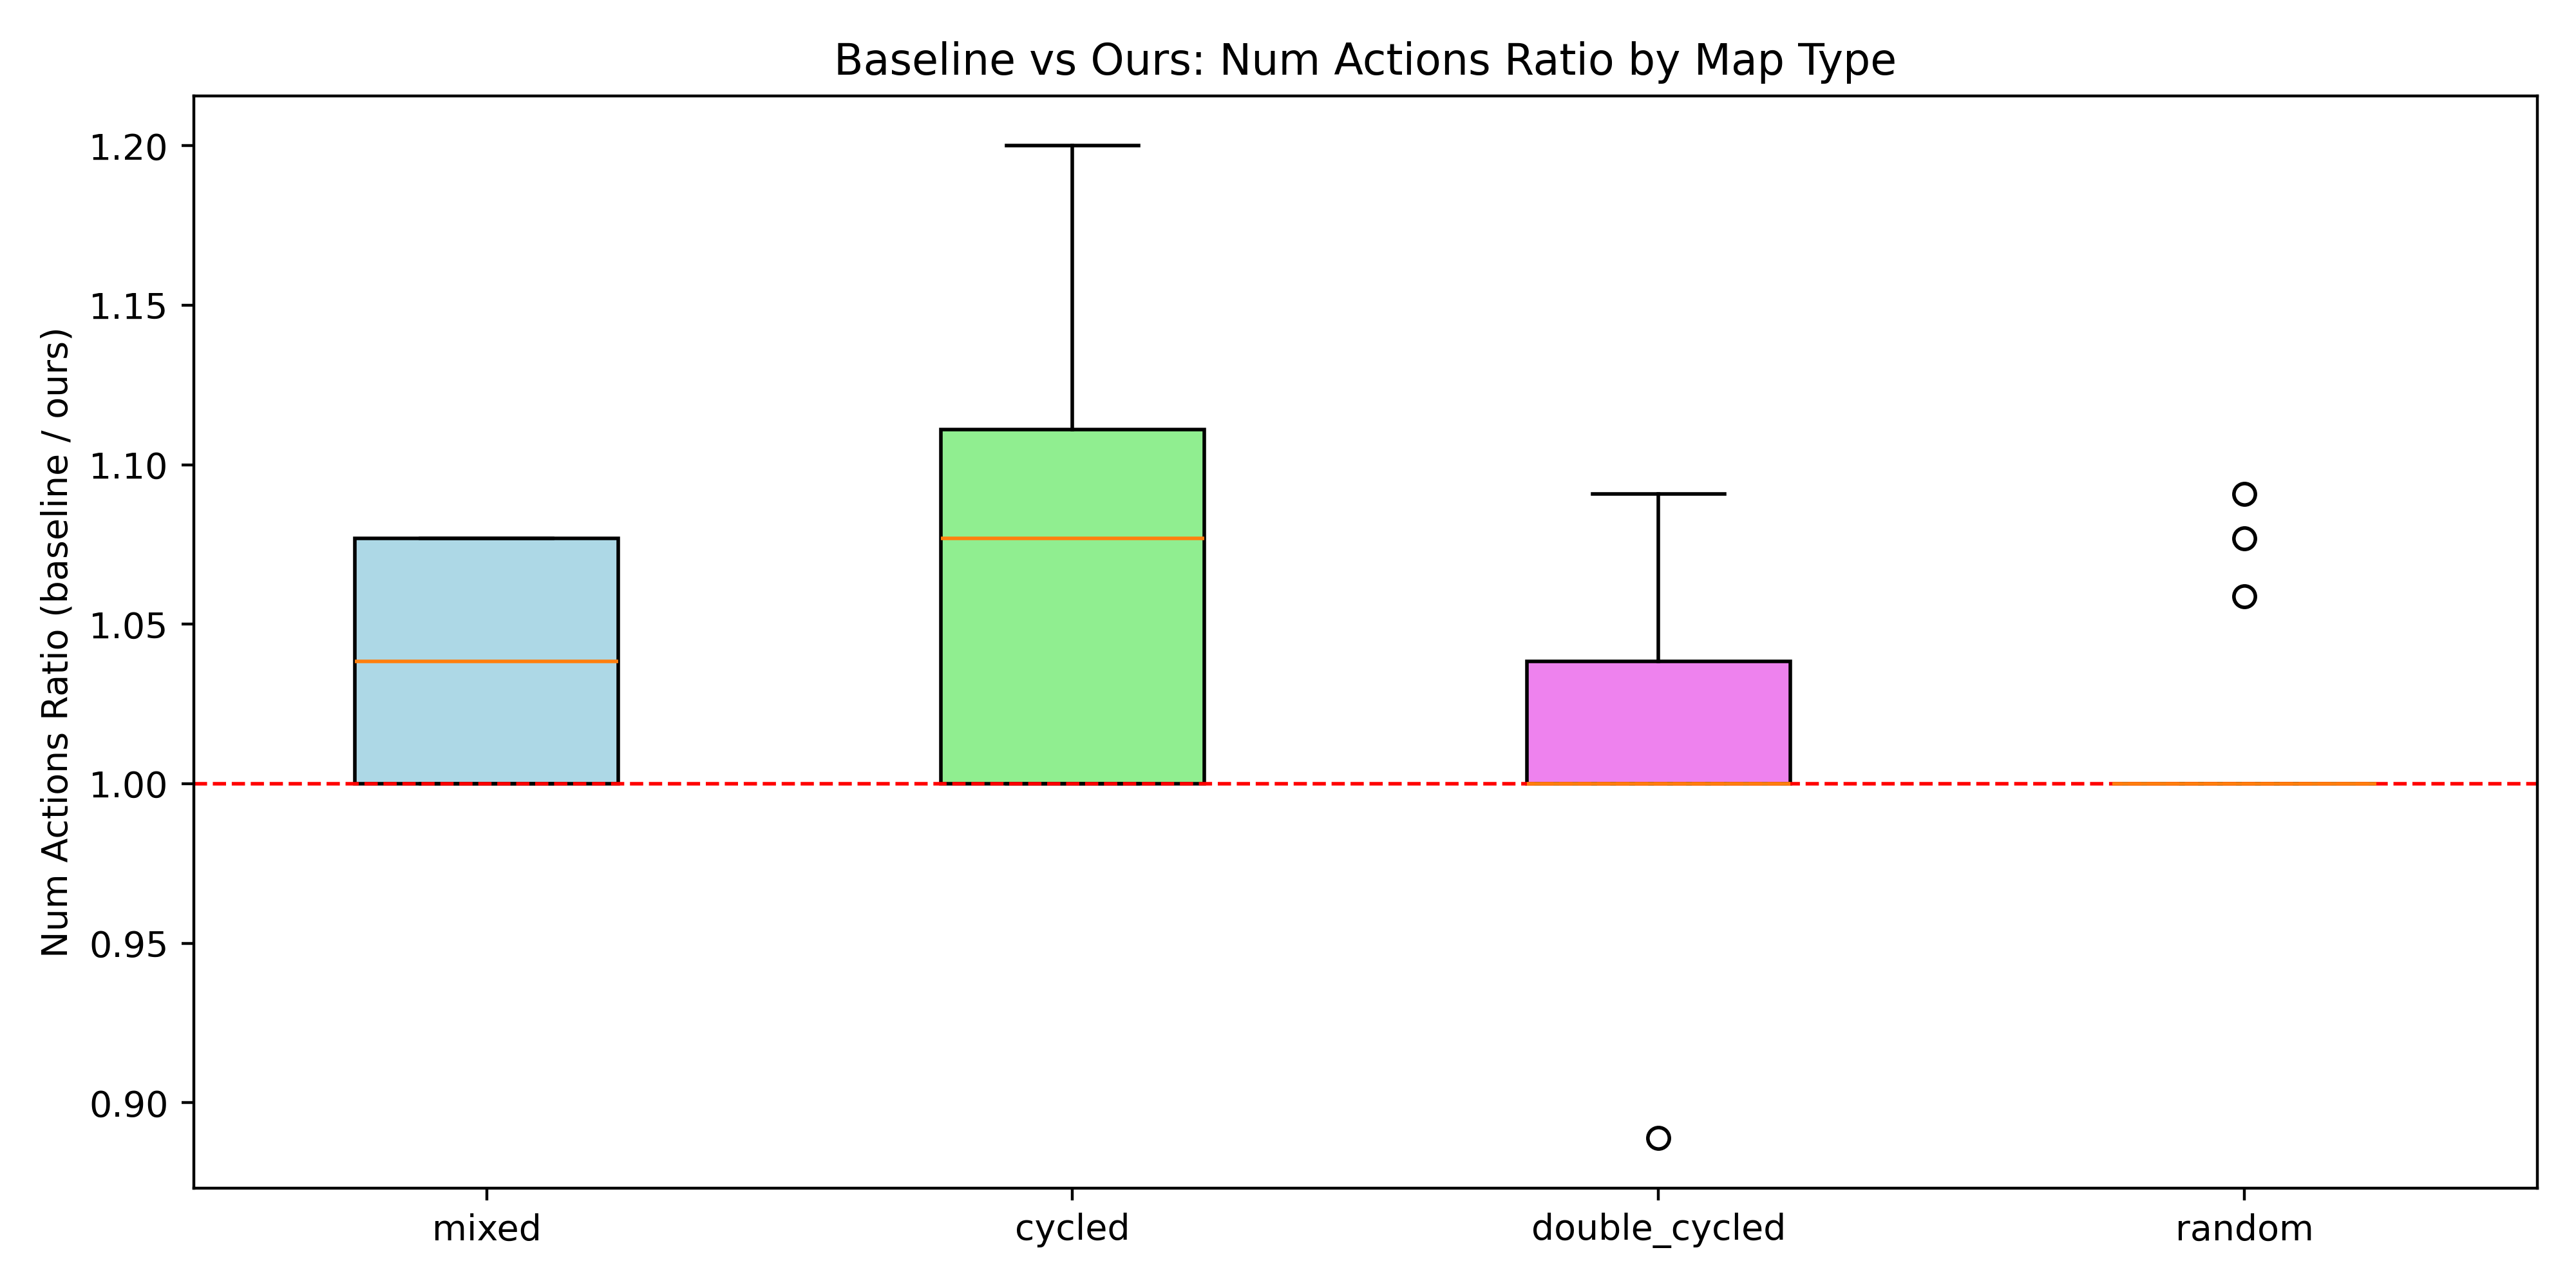 Baseline vs Ours: Num Actions Ratio by Map Type
Num Actions Ratio (baseline / ours)
1.20
1.15
1.10
1.05
1.00
0.95
0.90
mixed
cycled
double_cycled
random